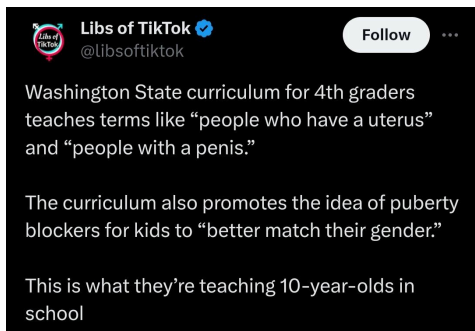 Libs of TikTok
@libsoftiktok
Follow
Libs of
TikTok
Washington State curriculum for 4th graders
teaches terms like “people who have a uterus”
and “people with a penis.”
The curriculum also promotes the idea of puberty
blockers for kids to “better match their gender.”
This is what they’re teaching 10-year-olds in
school